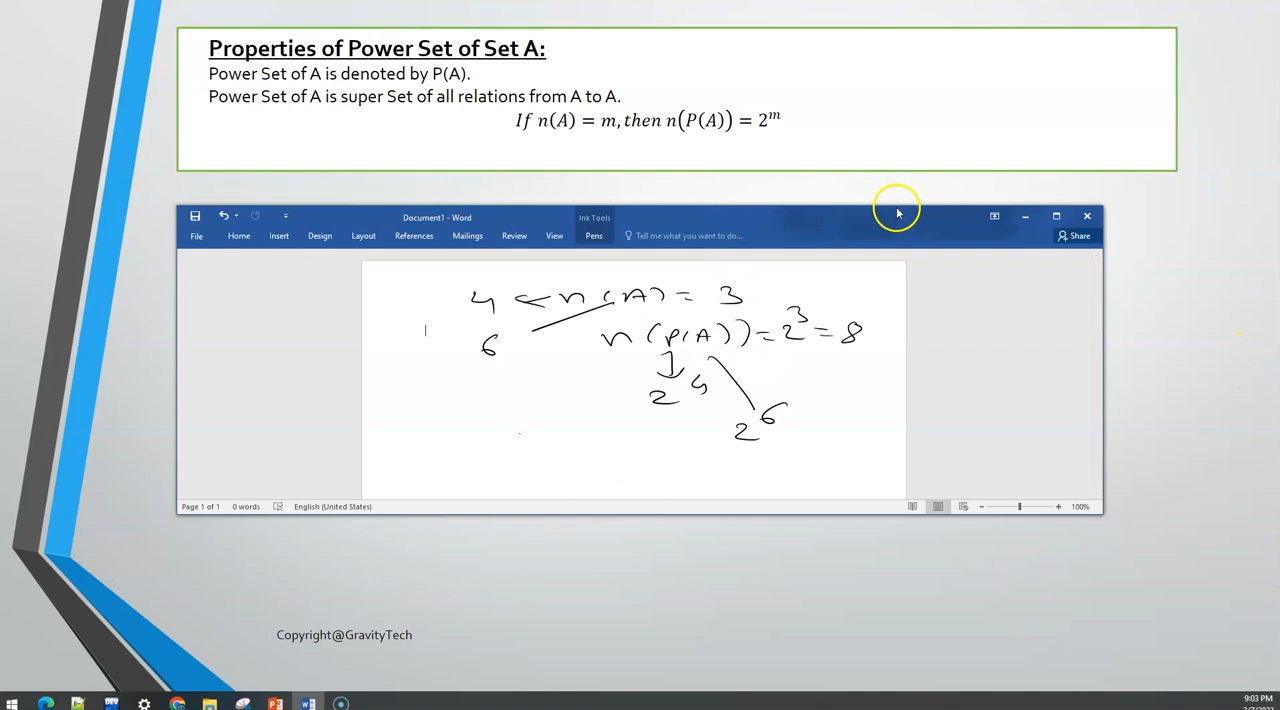 Properties of Power Set of Set A:
Power Set of A is denoted by P(A).
Power Set of A is super Set of all relations from A to A.
If n(A) = m, then n(P(A)) = 2^m
Document1 - Word
Ink Tools
File Home Insert Design Layout References Mailings Review View Pens Tell me what you want to do... Share
4 ← n(A) = 3
6 n(P(A)) = 2^3 = 8
2^4
2^6
Page 1 of 1 0 words English (United States) 100%
Copyright@GravityTech
9:03 PM